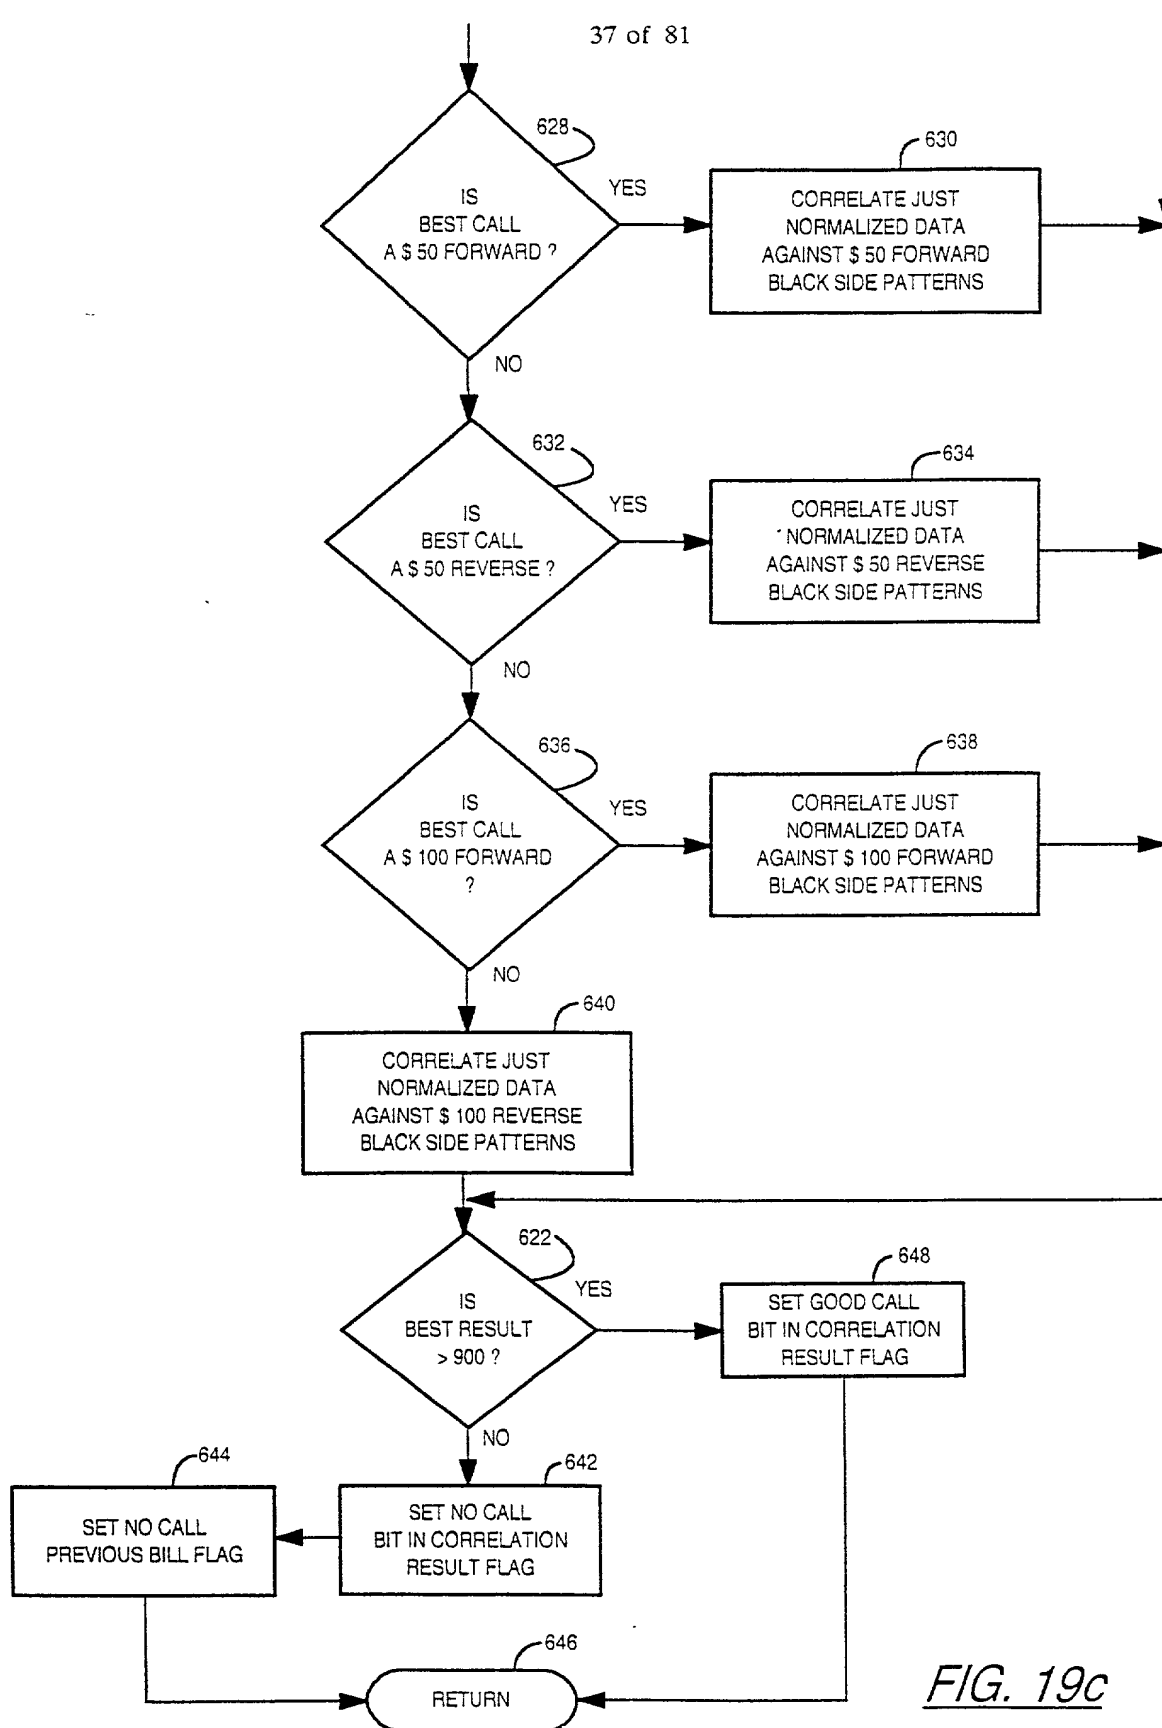 37 of 81
628
IS
BEST CALL
A $ 50 FORWARD ?
YES
630
CORRELATE JUST
NORMALIZED DATA
AGAINST $ 50 FORWARD
BLACK SIDE PATTERNS
NO
632
IS
BEST CALL
A $ 50 REVERSE ?
YES
634
CORRELATE JUST
NORMALIZED DATA
AGAINST $ 50 REVERSE
BLACK SIDE PATTERNS
NO
636
IS
BEST CALL
A $ 100 FORWARD
?
YES
638
CORRELATE JUST
NORMALIZED DATA
AGAINST $ 100 FORWARD
BLACK SIDE PATTERNS
NO
640
CORRELATE JUST
NORMALIZED DATA
AGAINST $ 100 REVERSE
BLACK SIDE PATTERNS
622
IS
BEST RESULT
> 900 ?
YES
648
SET GOOD CALL
BIT IN CORRELATION
RESULT FLAG
NO
644
SET NO CALL
PREVIOUS BILL FLAG
642
SET NO CALL
BIT IN CORRELATION
RESULT FLAG
646
RETURN
FIG. 19c